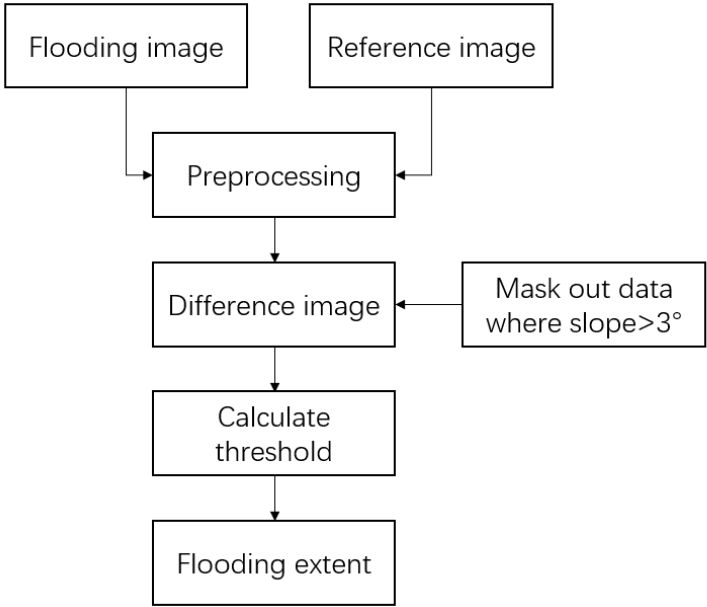 Flooding image
Reference image
Preprocessing
Difference image
Mask out data
where slope>3°
Calculate
threshold
Flooding extent